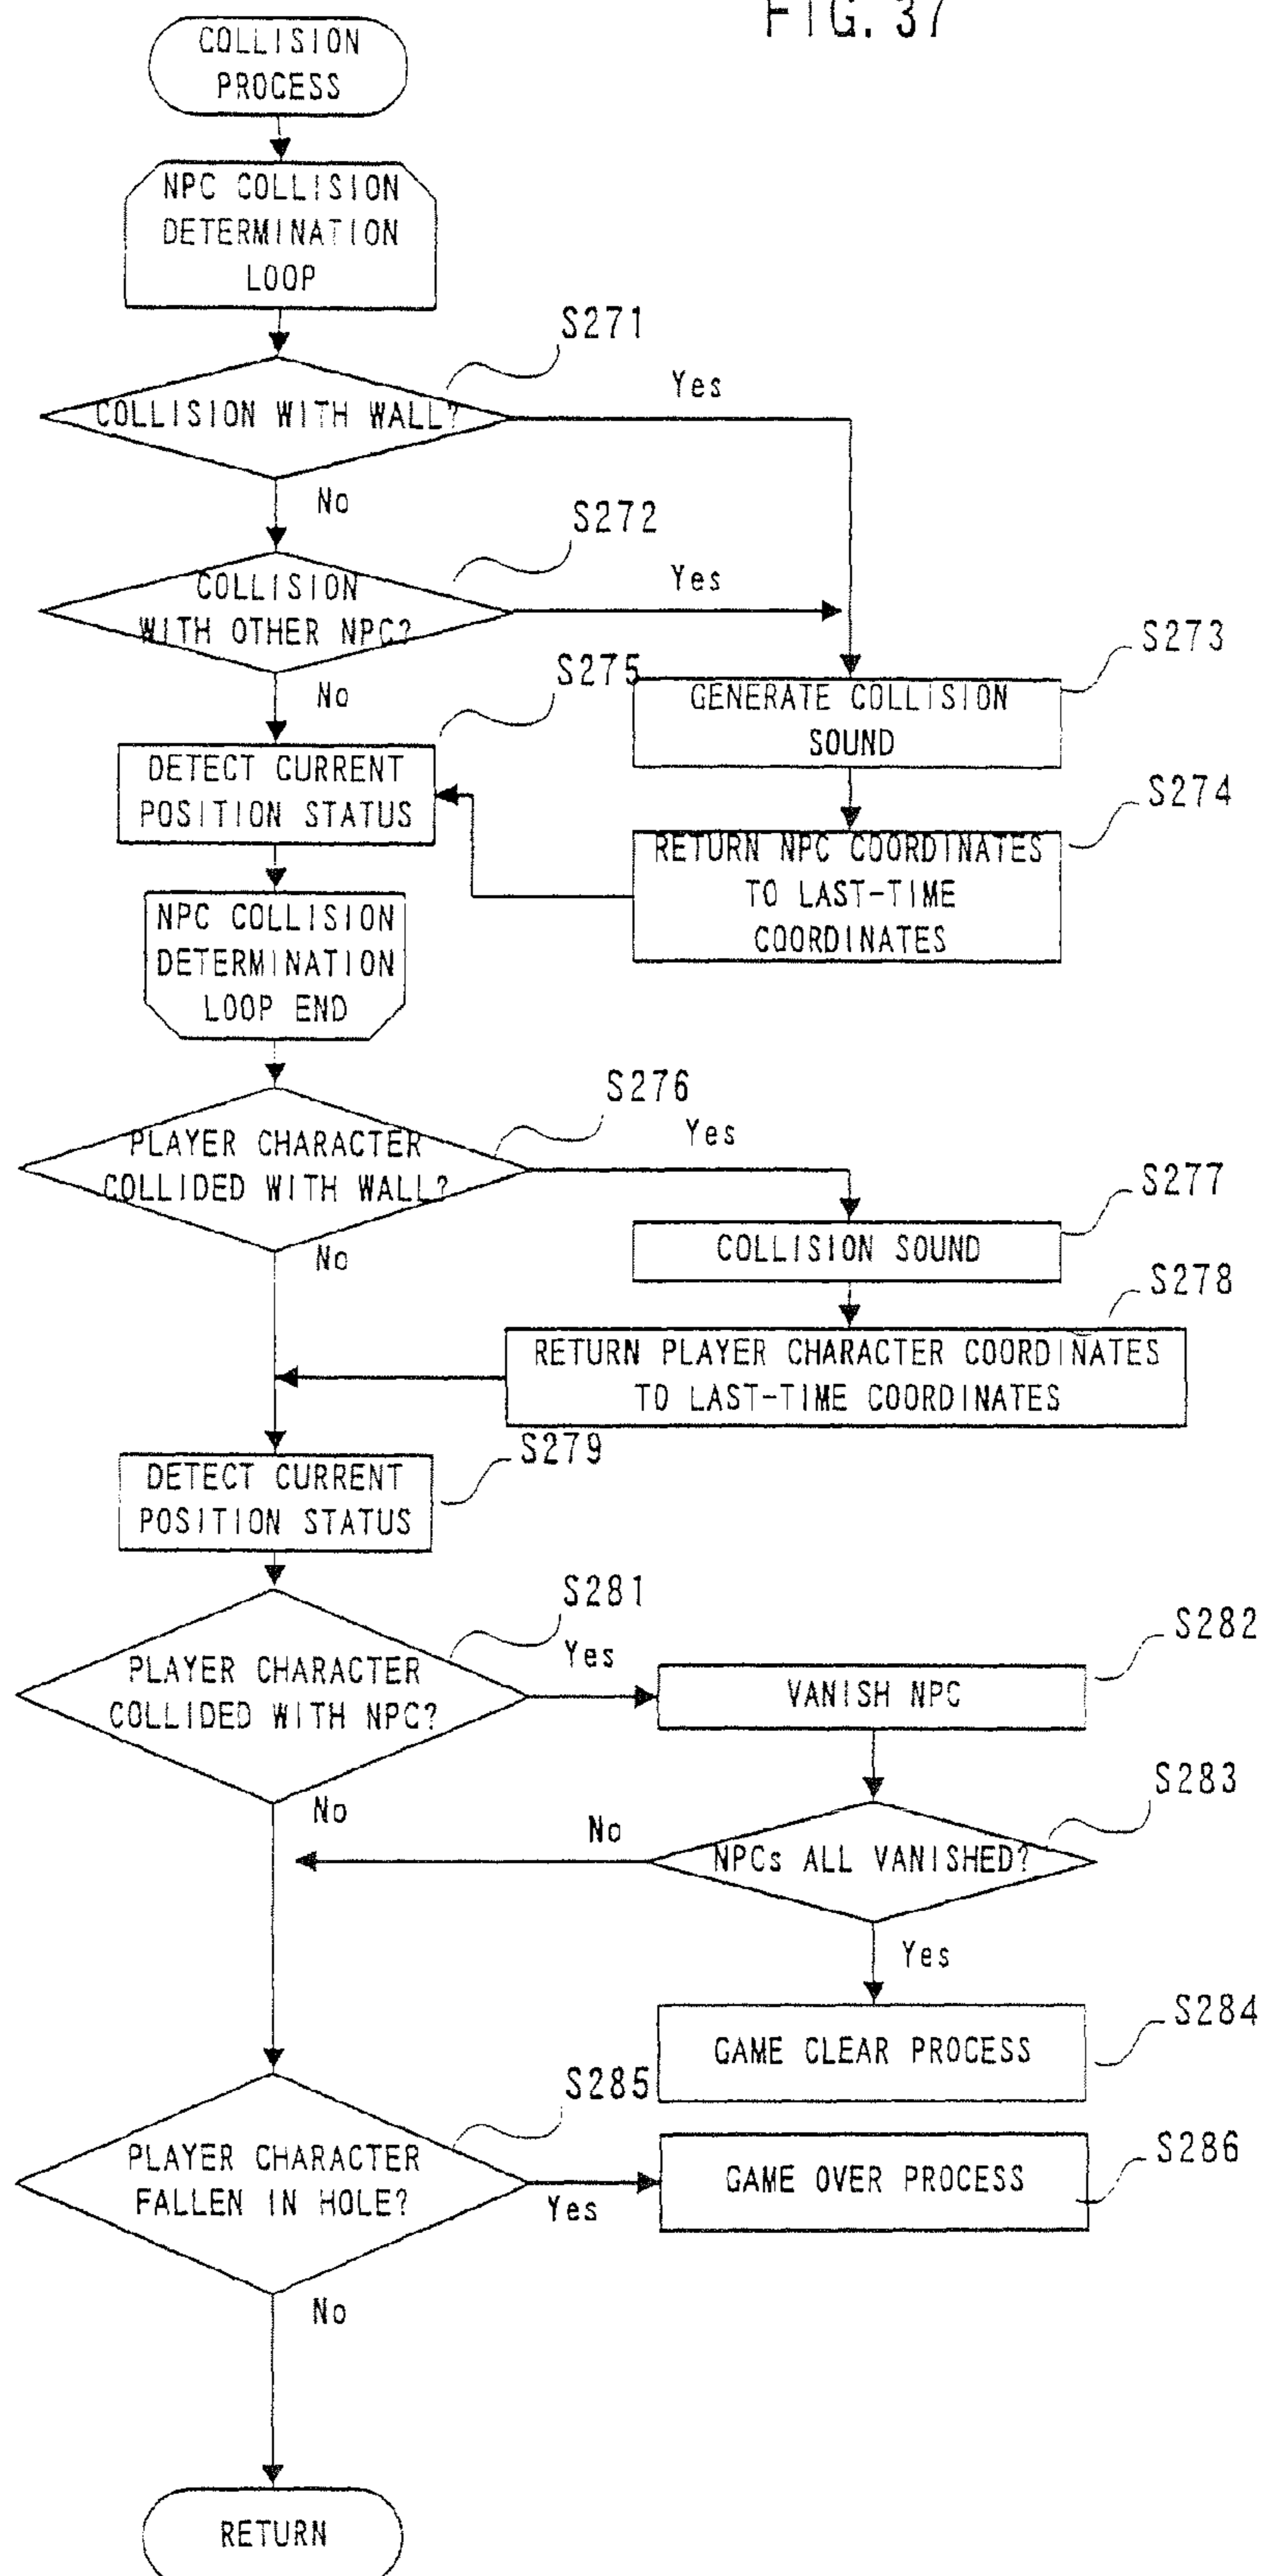 FIG. 37
COLLISION
PROCESS
NPC COLLISION
DETERMINATION
LOOP
S271
COLLISION WITH WALL?
Yes
No
S272
COLLISION
WITH OTHER NPC?
Yes
No
S273
GENERATE COLLISION
SOUND
S275
DETECT CURRENT
POSITION STATUS
S274
RETURN NPC COORDINATES
TO LAST-TIME
COORDINATES
NPC COLLISION
DETERMINATION
LOOP END
S276
PLAYER CHARACTER
COLLIDED WITH WALL?
Yes
No
S277
COLLISION SOUND
S278
RETURN PLAYER CHARACTER COORDINATES
TO LAST-TIME COORDINATES
S279
DETECT CURRENT
POSITION STATUS
S281
PLAYER CHARACTER
COLLIDED WITH NPC?
Yes
No
S282
VANISH NPC
S283
NPCs ALL VANISHED?
No
Yes
S284
GAME CLEAR PROCESS
S285
PLAYER CHARACTER
FALLEN IN HOLE?
Yes
No
S286
GAME OVER PROCESS
RETURN